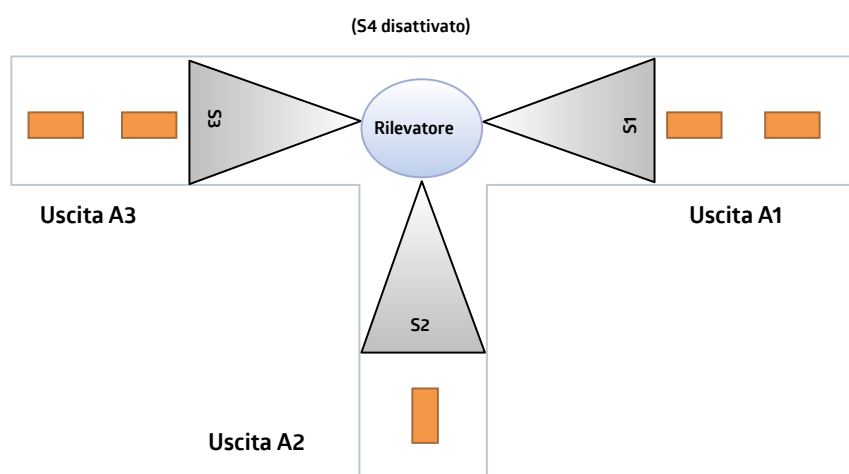 (S4 disattivato)
S3
Rilevatore
S1
Uscita A3
Uscita A1
S2
Uscita A2